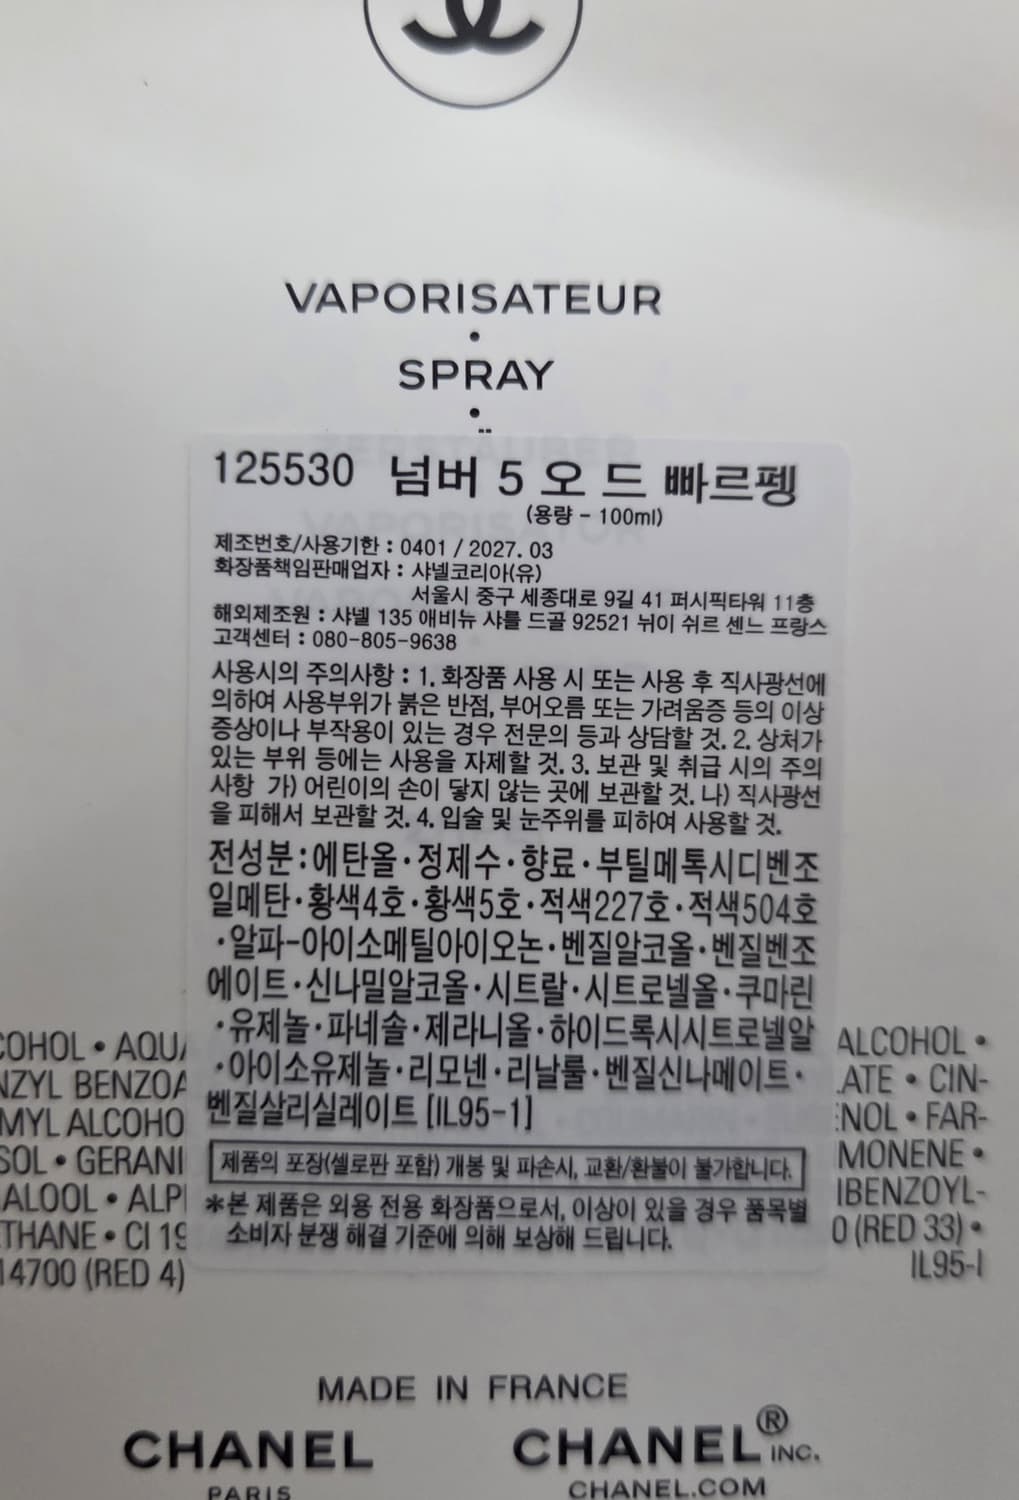 VAPORISATEUR
SPRAY
125530 넘버 5 오 드 빠르펭
(용량 - 100ml)
제조번호/사용기한 : 0401 / 2027. 03
화장품책임판매업자 : 샤넬코리아(유)
서울시 중구 세종대로 9길 41 퍼시픽타워 11층
해외제조원 : 샤넬 135 애비뉴 샤를 드골 92521 뉘이 쉬르 센느 프랑스
고객센터 : 080-805-9638
사용시의 주의사항 : 1. 화장품 사용 시 또는 사용 후 직사광선에
의하여 사용부위가 붉은 반점, 부어오름 또는 가려움증 등의 이상
증상이나 부작용이 있는 경우 전문의 등과 상담할 것. 2. 상처가
있는 부위 등에는 사용을 자제할 것. 3. 보관 및 취급 시의 주의
사항 가) 어린이의 손이 닿지 않는 곳에 보관할 것. 나) 직사광선
을 피해서 보관할 것. 4. 입술 및 눈주위를 피하여 사용할 것.
전성분 : 에탄올 · 정제수 · 향료 · 부틸메톡시디벤조
일메탄 · 황색4호 · 황색5호 · 적색227호 · 적색504호
· 알파-아이소메틸아이오논 · 벤질알코올 · 벤질벤조
에이트 · 신나밀알코올 · 시트랄 · 시트로넬올 · 쿠마린
· 유제놀 · 파네솔 · 제라니올 · 하이드록시시트로넬알
· 아이소유제놀 · 리모넨 · 리날룰 · 벤질신나메이트 ·
벤질살리실레이트 [IL95-1]
제품의 포장(셀로판 포함) 개봉 및 파손시, 교환/환불이 불가합니다.
*본 제품은 외용 전용 화장품으로서, 이상이 있을 경우 품목별
소비자 분쟁 해결 기준에 의해 보상해 드립니다.
COHOL • AQUA ALCOHOL •
NZYL BENZOA LATE • CIN-
MYL ALCOHO ENOL • FAR-
SOL • GERANI MONENE •
ALOOL • ALP IBENZOYL-
THANE • CI 19 0 (RED 33) •
14700 (RED 4) IL95-I
MADE IN FRANCE
CHANEL CHANEL® INC.
PARIS CHANEL.COM